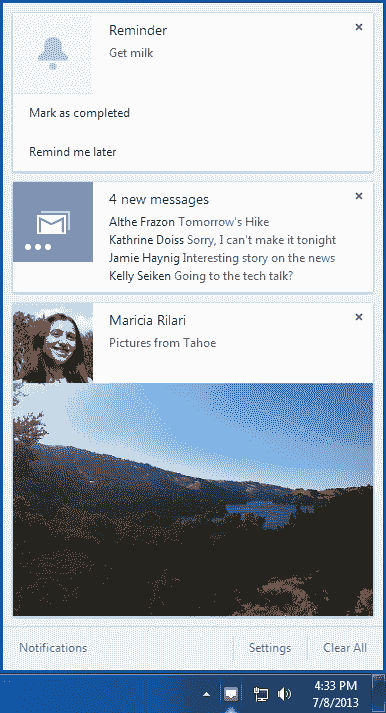 Reminder
Get milk
Mark as completed
Remind me later
4 new messages
Althe Frazon Tomorrow's Hike
Kathrine Doiss Sorry, I can't make it tonight
Jamie Haynig Interesting story on the news
Kelly Seiken Going to the tech talk?
Maricia Rilari
Pictures from Tahoe
Notifications
Settings
Clear All
4:33 PM
7/8/2013